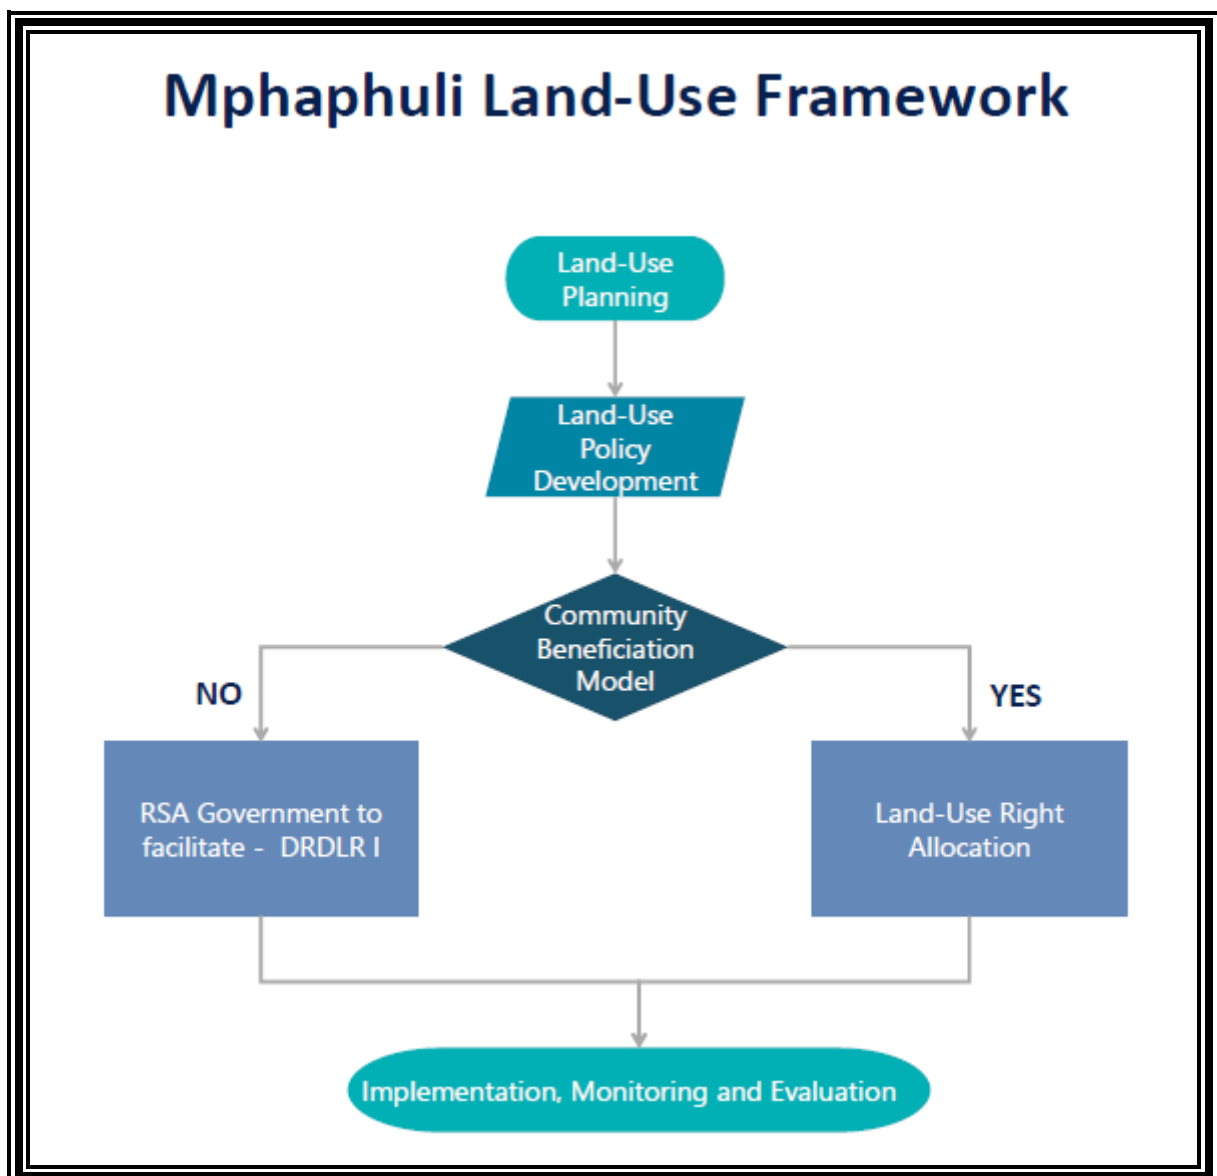 Mphaphuli Land-Use Framework
Land-Use
Planning
Land-Use
Policy
Development
Community
Beneficiation
Model
NO
YES
RSA Government to
facilitate - DRDLR I
Land-Use Right
Allocation
Implementation, Monitoring and Evaluation